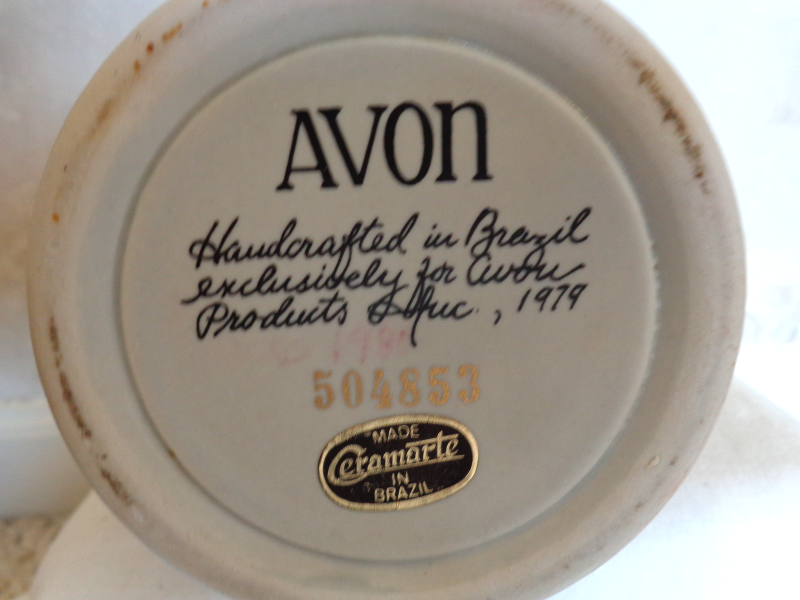 AVON
Handcrafted in Brazil
exclusively for Avon
Products Inc., 1979
504853
MADE
Ceramarte
IN
BRAZIL